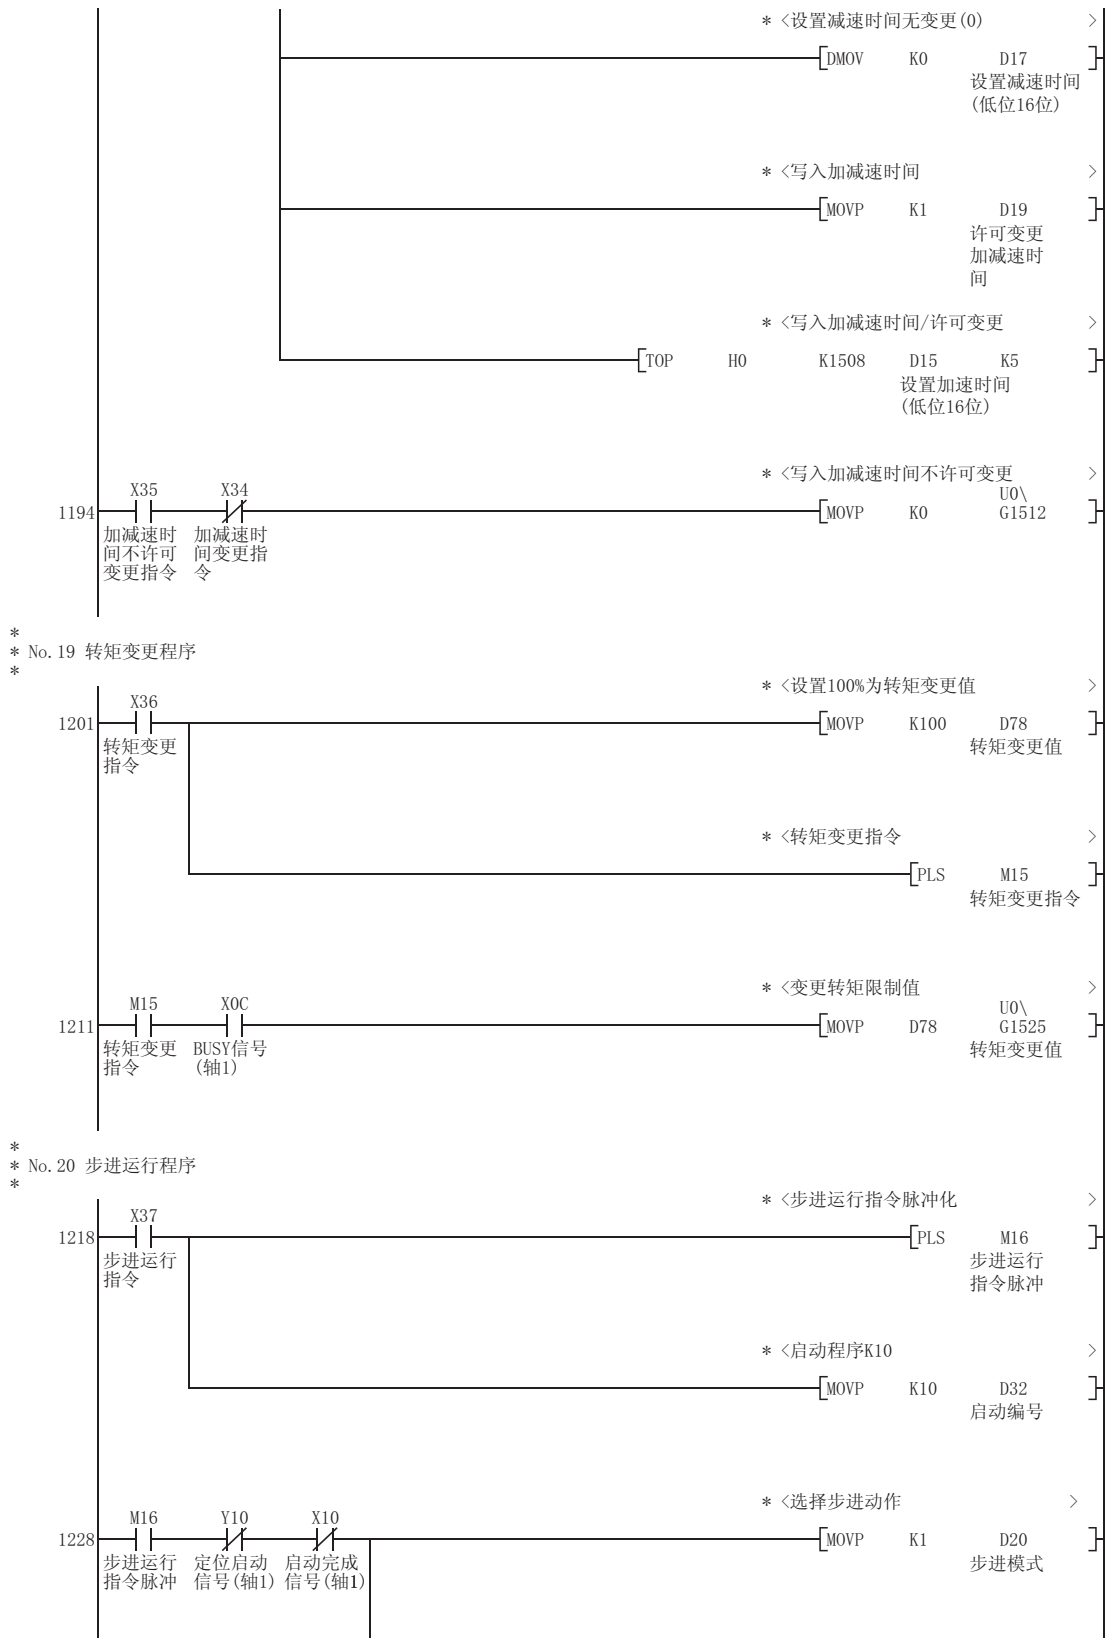 * <设置减速时间无变更(0) >
DMOV K0 D17
设置减速时间
(低位16位)
* <写入加减速时间 >
MOVP K1 D19
许可变更
加减速时
间
* <写入加减速时间/许可变更 >
TOP H0 K1508 D15 K5
设置加速时间
(低位16位)
* <写入加减速时间不许可变更 >
X35 X34 U0\
1194 MOVP K0 G1512
加减速时 加减速时
间不许可 间变更指
变更指令 令
*
* No.19 转矩变更程序
*
* <设置100%为转矩变更值 >
X36
1201 MOVP K100 D78
转矩变更 转矩变更值
指令
* <转矩变更指令 >
PLS M15
转矩变更指令
* <变更转矩限制值 >
M15 X0C U0\
1211 MOVP D78 G1525
转矩变更 BUSY信号 转矩变更值
指令 (轴1)
*
* No.20 步进运行程序
*
* <步进运行指令脉冲化 >
X37
1218 PLS M16
步进运行 步进运行
指令 指令脉冲
* <启动程序K10 >
MOVP K10 D32
启动编号
* <选择步进动作 >
M16 Y10 X10
1228 MOVP K1 D20
步进运行 定位启动 启动完成 步进模式
指令脉冲 信号(轴1) 信号(轴1)